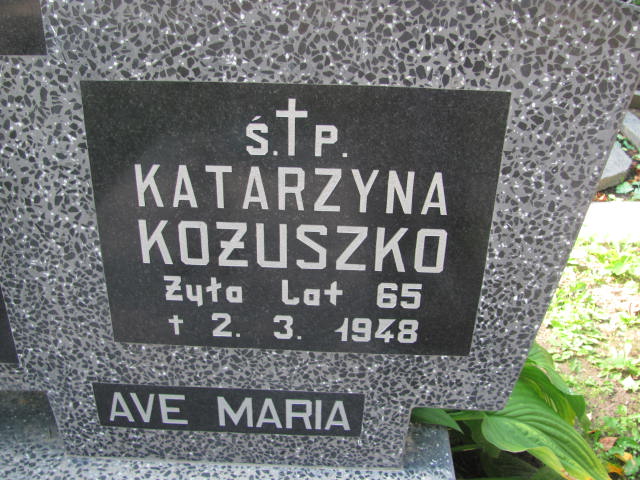 Ś.†P.
KATARZYNA
KOŻUSZKO
Żyła Lat 65
† 2. 3. 1948
AVE MARIA